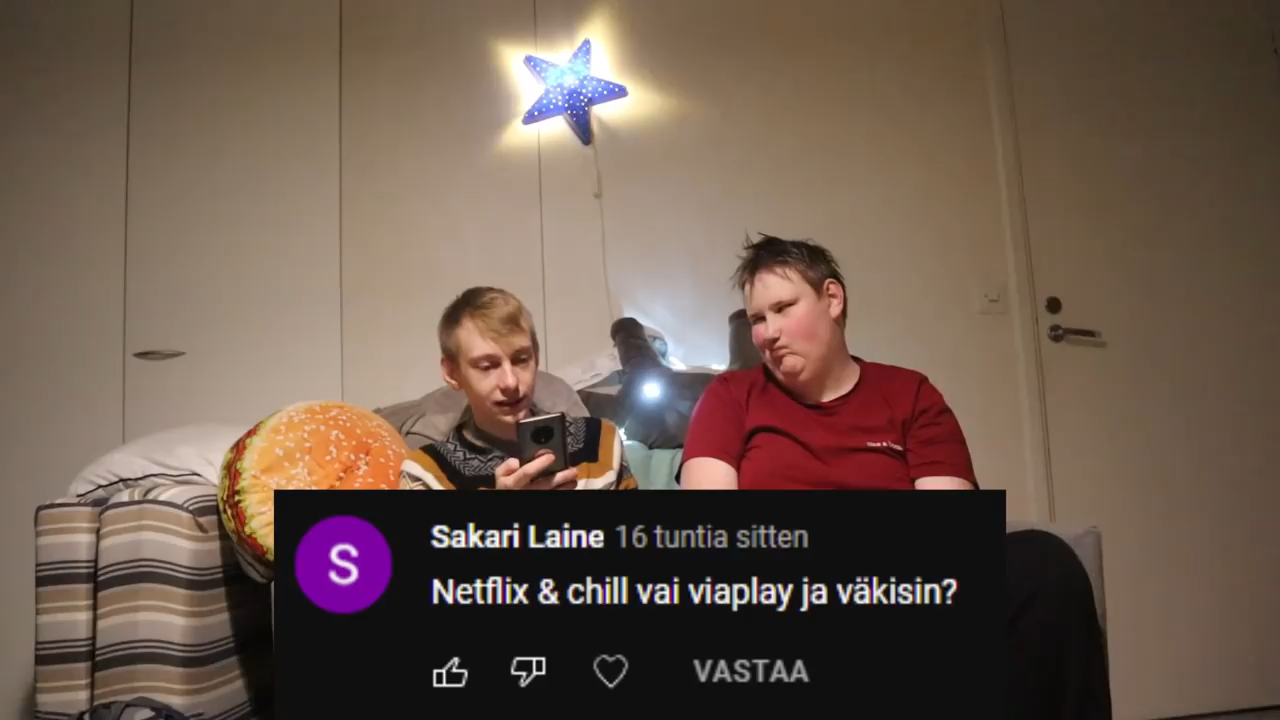 Sakari Laine 16 tuntia sitten
S
Netflix & chill vai viaplay ja väkisin?
VASTAA